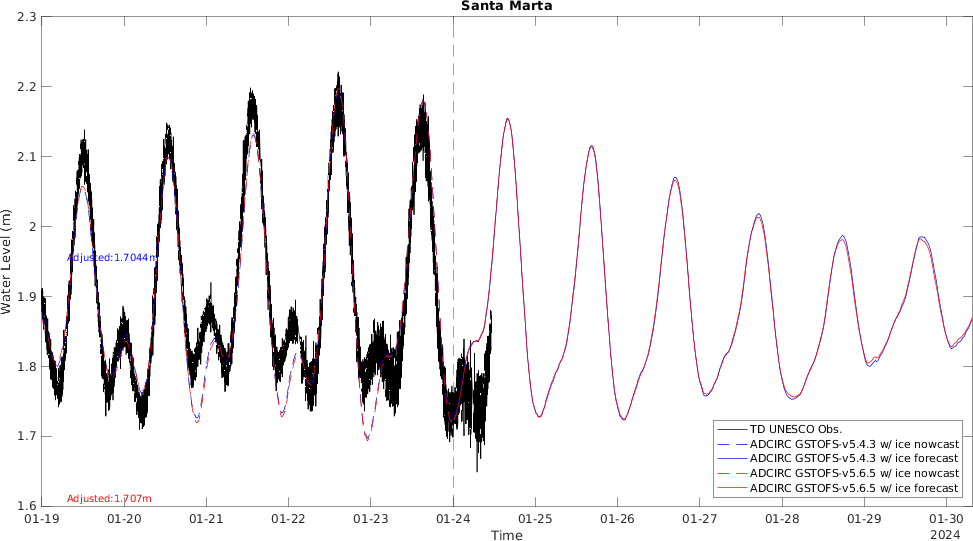 Santa Marta
Water Level (m)
2.3
2.2
2.1
2
1.9
1.8
1.7
1.6
Adjusted:1.7044m
Adjusted:1.707m
TD UNESCO Obs.
ADCIRC GSTOFS-v5.4.3 w/ ice nowcast
ADCIRC GSTOFS-v5.4.3 w/ ice forecast
ADCIRC GSTOFS-v5.6.5 w/ ice nowcast
ADCIRC GSTOFS-v5.6.5 w/ ice forecast
01-19 01-20 01-21 01-22 01-23 01-24 01-25 01-26 01-27 01-28 01-29 01-30
2024
Time